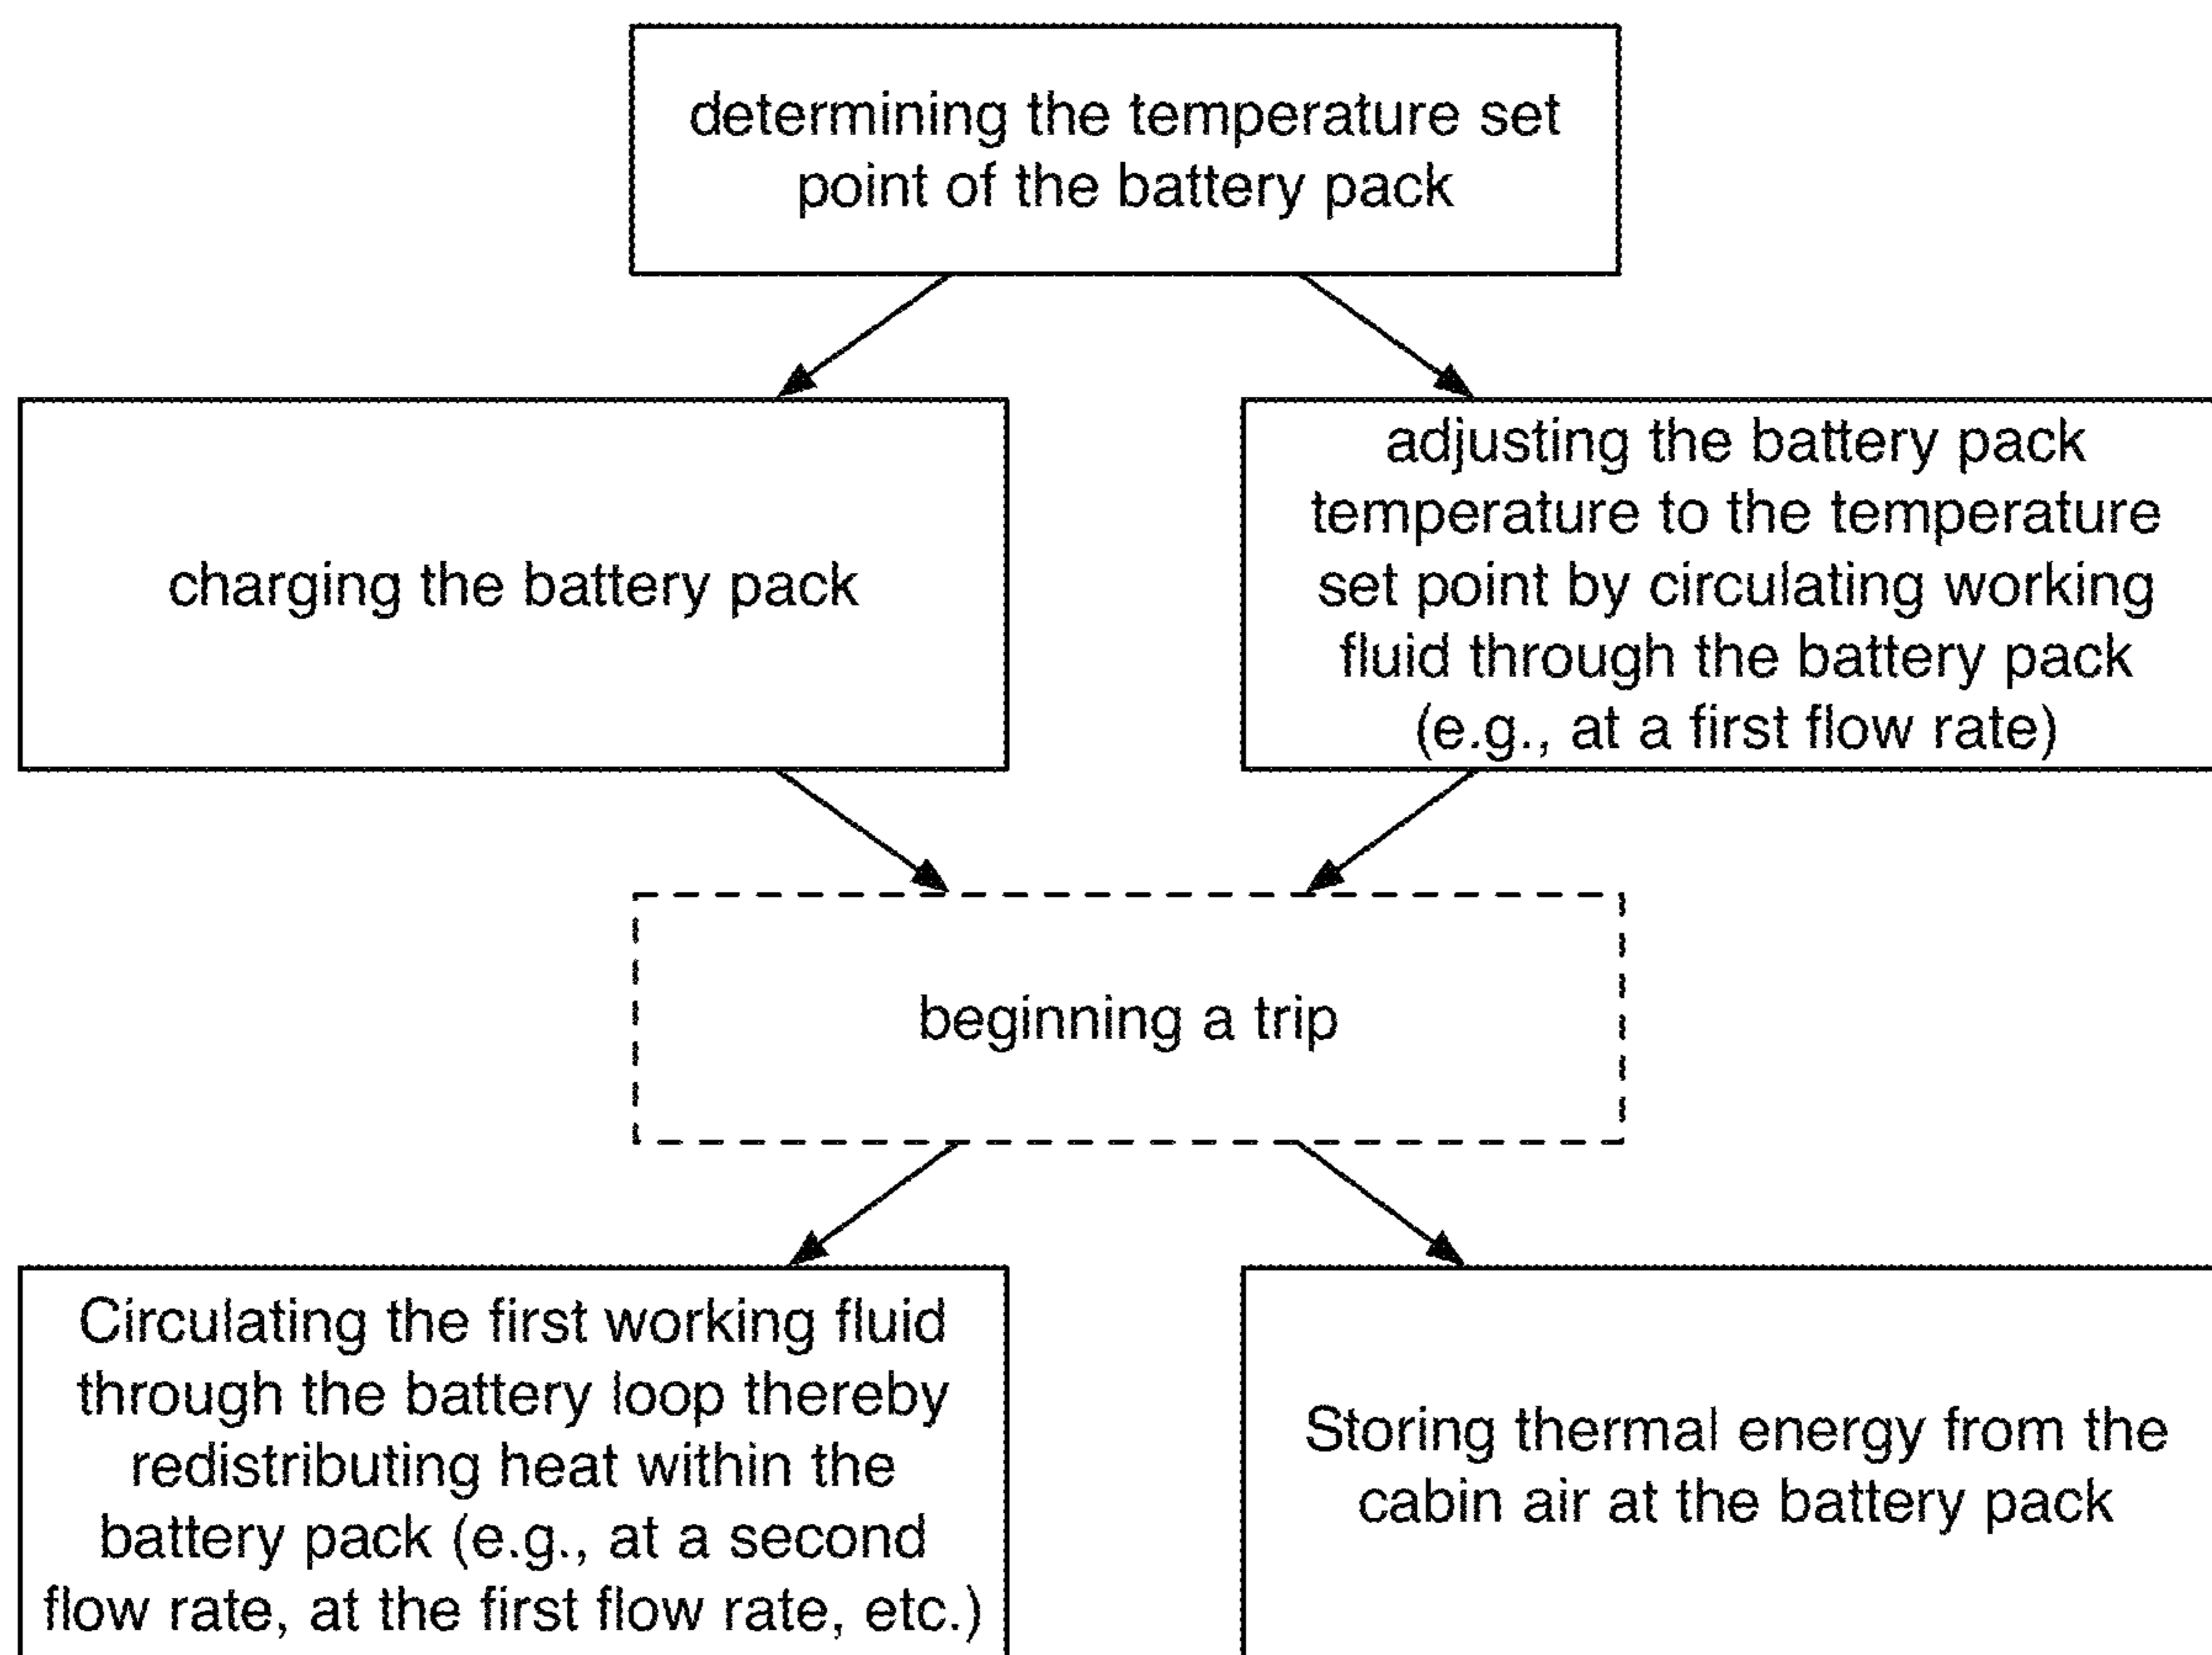 determining the temperature set
point of the battery pack
charging the battery pack
adjusting the battery pack
temperature to the temperature
set point by circulating working
fluid through the battery pack
(e.g., at a first flow rate)
beginning a trip
Circulating the first working fluid
through the battery loop thereby
redistributing heat within the
battery pack (e.g., at a second
flow rate, at the first flow rate, etc.)
Storing thermal energy from the
cabin air at the battery pack